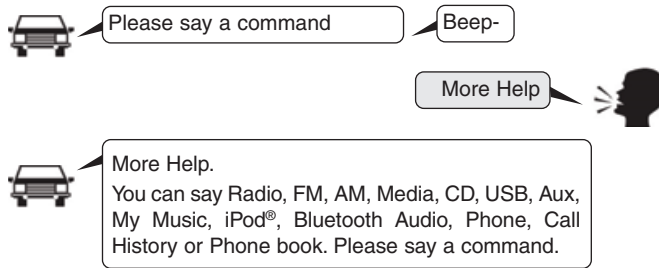 Please say a command
Beep-
More Help
More Help.
You can say Radio, FM, AM, Media, CD, USB, Aux,
My Music, iPod®, Bluetooth Audio, Phone, Call
History or Phone book. Please say a command.